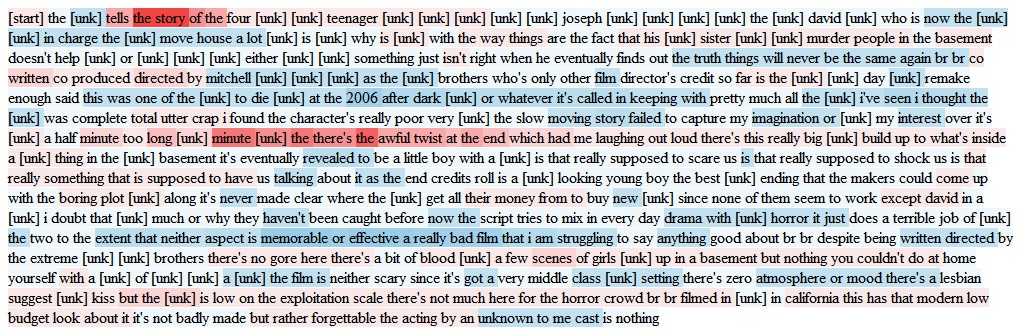 [start] the [unk] tells the story of the four [unk] [unk] teenager [unk] [unk] [unk] [unk] [unk] joseph [unk] [unk] [unk] [unk] the [unk] david [unk] who is now the [unk]
[unk] in charge the [unk] move house a lot [unk] is [unk] why is [unk] with the way things are the fact that his [unk] sister [unk] [unk] murder people in the basement
doesn't help [unk] or [unk] [unk] [unk] either [unk] [unk] something just isn't right when he eventually finds out the truth things will never be the same again br br co
written co produced directed by mitchell [unk] [unk] [unk] as the [unk] brothers who's only other film director's credit so far is the [unk] [unk] day [unk] remake
enough said this was one of the [unk] to die [unk] at the 2006 after dark [unk] or whatever it's called in keeping with pretty much all the [unk] i've seen i thought the
[unk] was complete total utter crap i found the character's really poor very [unk] the slow moving story failed to capture my imagination or [unk] my interest over it's
[unk] a half minute too long [unk] minute [unk] the there's the awful twist at the end which had me laughing out loud there's this really big [unk] build up to what's inside
a [unk] thing in the [unk] basement it's eventually revealed to be a little boy with a [unk] is that really supposed to scare us is that really supposed to shock us is that
really something that is supposed to have us talking about it as the end credits roll is a [unk] looking young boy the best [unk] ending that the makers could come up
with the boring plot [unk] along it's never made clear where the [unk] get all their money from to buy new [unk] since none of them seem to work except david in a
[unk] i doubt that [unk] much or why they haven't been caught before now the script tries to mix in every day drama with [unk] horror it just does a terrible job of [unk]
the two to the extent that neither aspect is memorable or effective a really bad film that i am struggling to say anything good about br br despite being written directed by
the extreme [unk] [unk] brothers there's no gore here there's a bit of blood [unk] a few scenes of girls [unk] up in a basement but nothing you couldn't do at home
yourself with a [unk] of [unk] [unk] a [unk] the film is neither scary since it's got a very middle class [unk] setting there's zero atmosphere or mood there's a lesbian
suggest [unk] kiss but the [unk] is low on the exploitation scale there's not much here for the horror crowd br br filmed in [unk] in california this has that modern low
budget look about it it's not badly made but rather forgettable the acting by an unknown to me cast is nothing